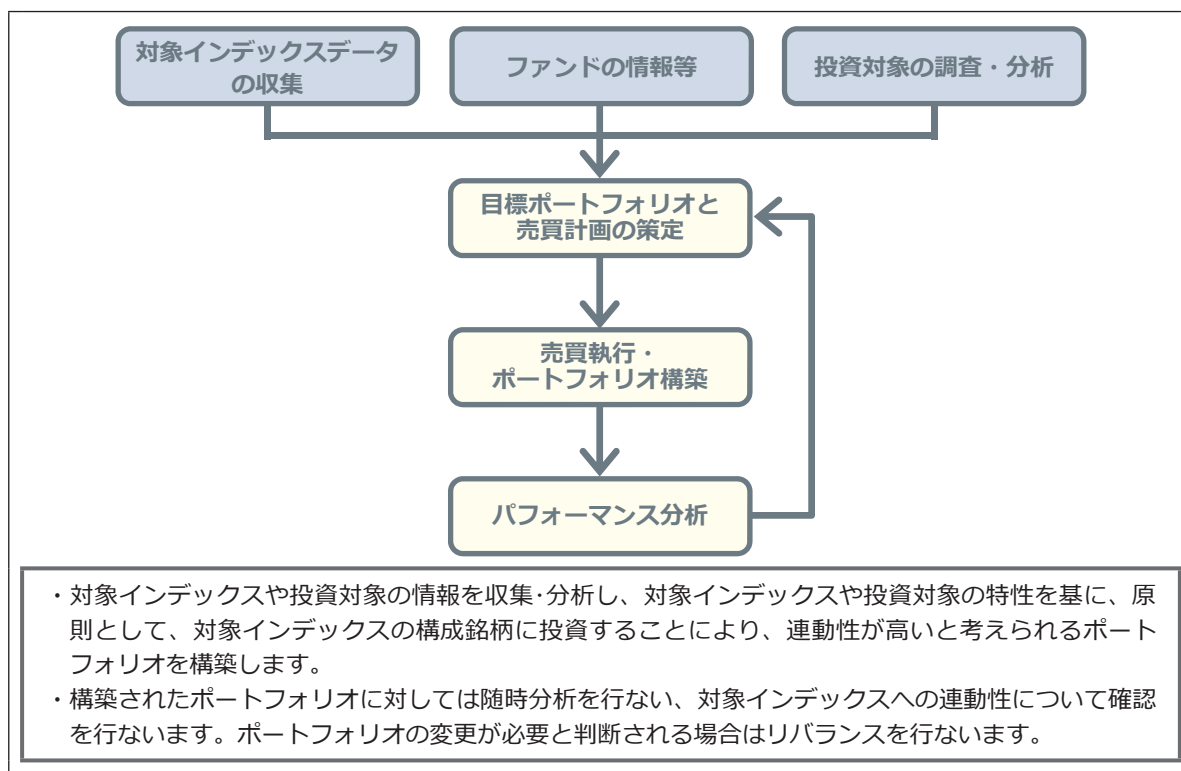 対象インデックスデータ
の収集
ファンドの情報等
投資対象の調査・分析
目標ポートフォリオと
売買計画の策定
売買執行・
ポートフォリオ構築
パフォーマンス分析
・対象インデックスや投資対象の情報を収集･分析し、対象インデックスや投資対象の特性を基に、原
則として、対象インデックスの構成銘柄に投資することにより、連動性が高いと考えられるポート
フォリオを構築します。
・構築されたポートフォリオに対しては随時分析を行ない、対象インデックスへの連動性について確認
を行ないます。ポートフォリオの変更が必要と判断される場合はリバランスを行ないます。